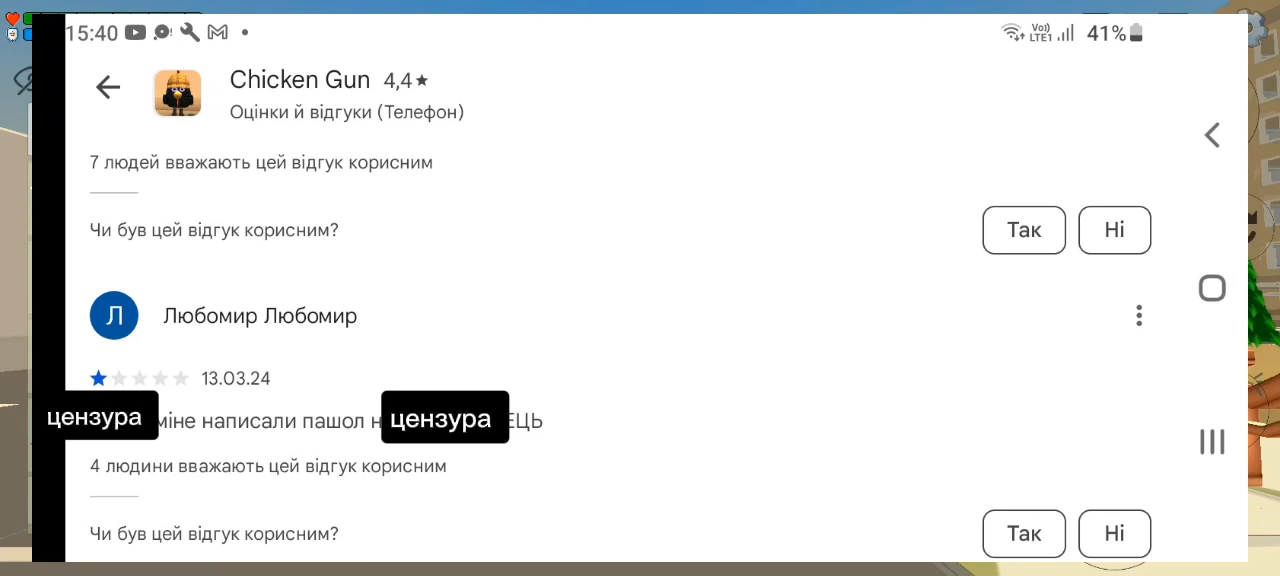 15:40
Vo)) LTE1 41%
Chicken Gun 4,4★
Оцінки й відгуки (Телефон)
7 людей вважають цей відгук корисним
Чи був цей відгук корисним? Так Ні
Л Любомир Любомир
13.03.24
цензура міне написали пашол н цензура ЕЦЬ
4 людини вважають цей відгук корисним
Чи був цей відгук корисним? Так Ні